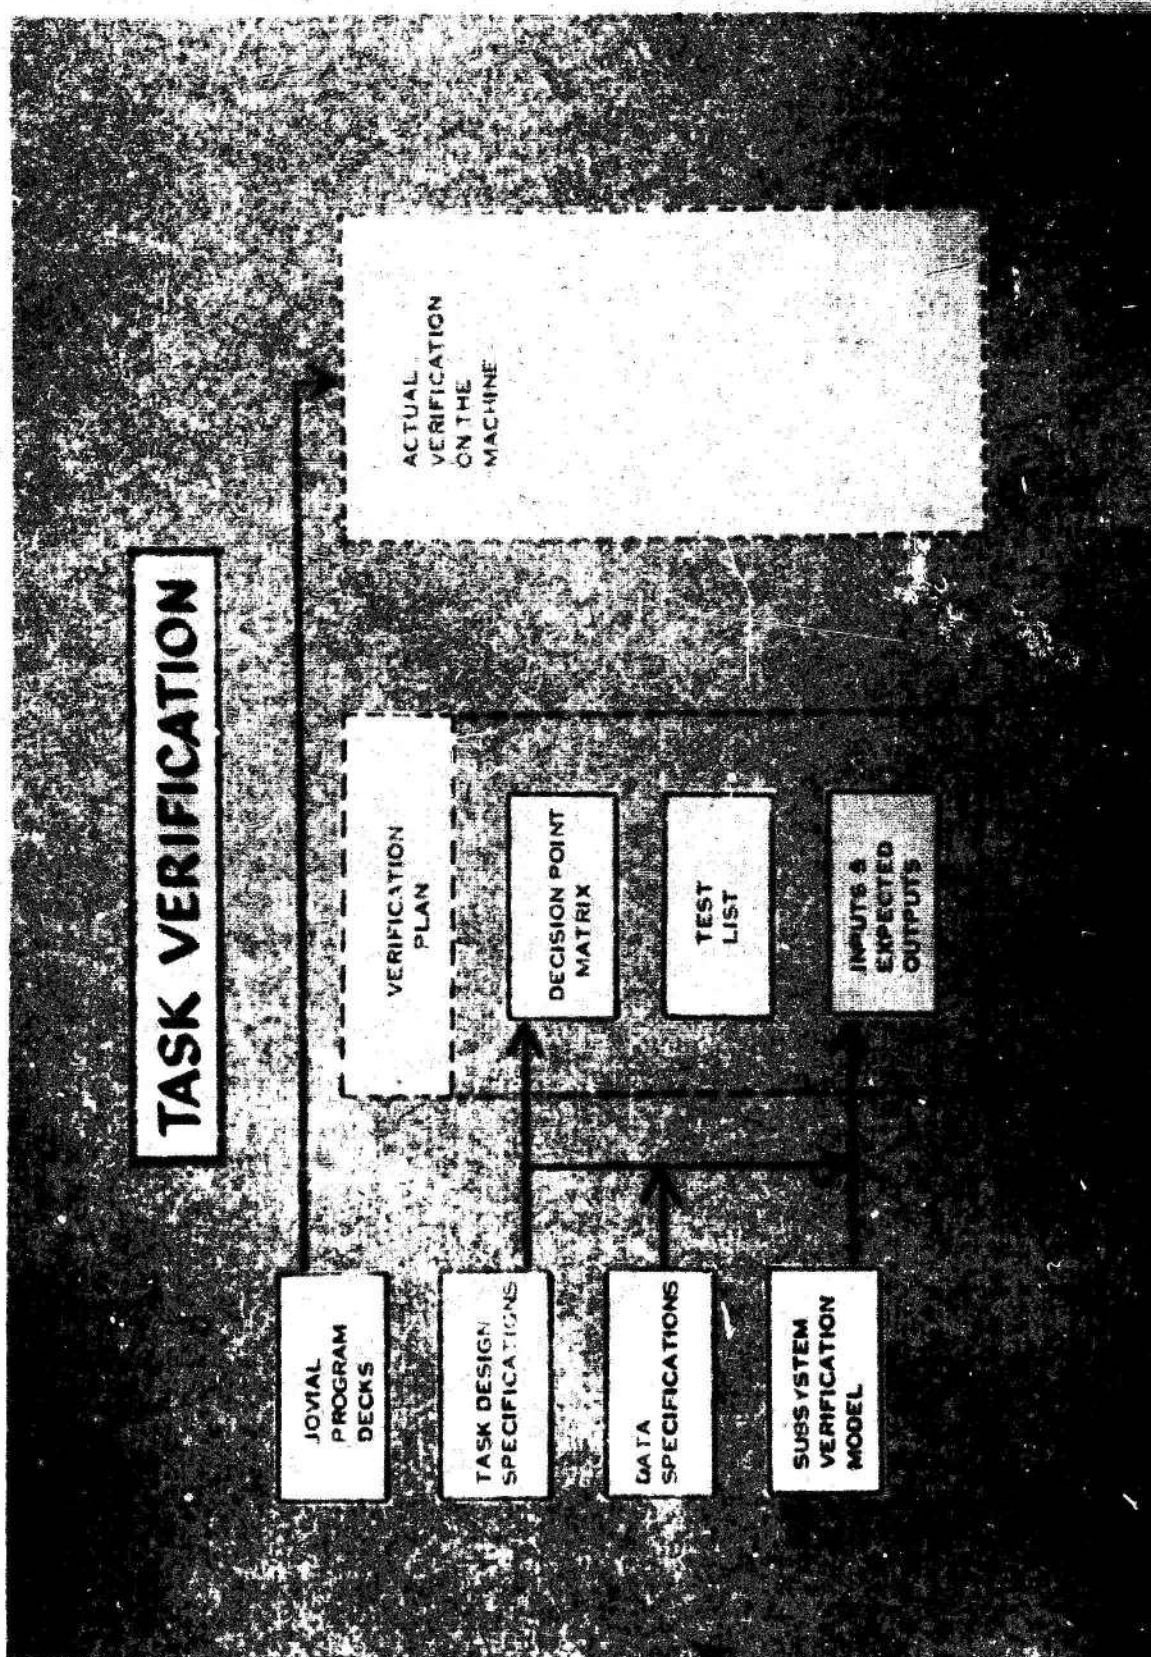 TASK VERIFICATION
JOVIAL
PROGRAM
DECKS
TASK DESIGN
SPECIFICATIONS
DATA
SPECIFICATIONS
SUBSYSTEM
VERIFICATION
MODEL
VERIFICATION
PLAN
DECISION POINT
MATRIX
TEST
LIST
INPUTS &
EXPECTED
OUTPUTS
ACTUAL
VERIFICATION
ON THE
MACHINE